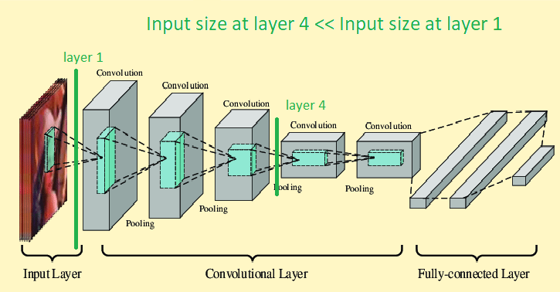 Input size at layer 4 << Input size at layer 1
layer 1
Convolution
Convolution
Convolution
layer 4
Convolution
Convolution
Pooling
Pooling
Pooling
Pooling
Input Layer
Convolutional Layer
Fully-connected Layer